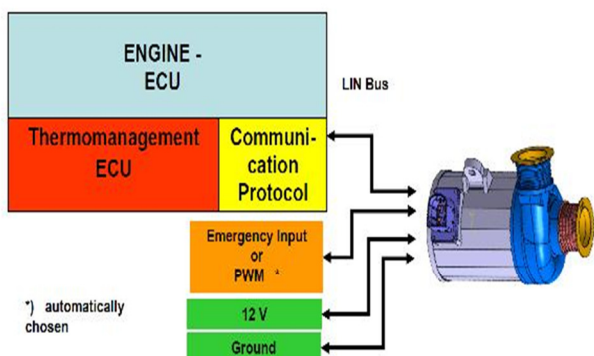 ENGINE -
ECU
LIN Bus
Thermomanagement
ECU
Communi-
cation
Protocol
Emergency Input
or
PWM *
12 V
Ground
*) automatically
chosen